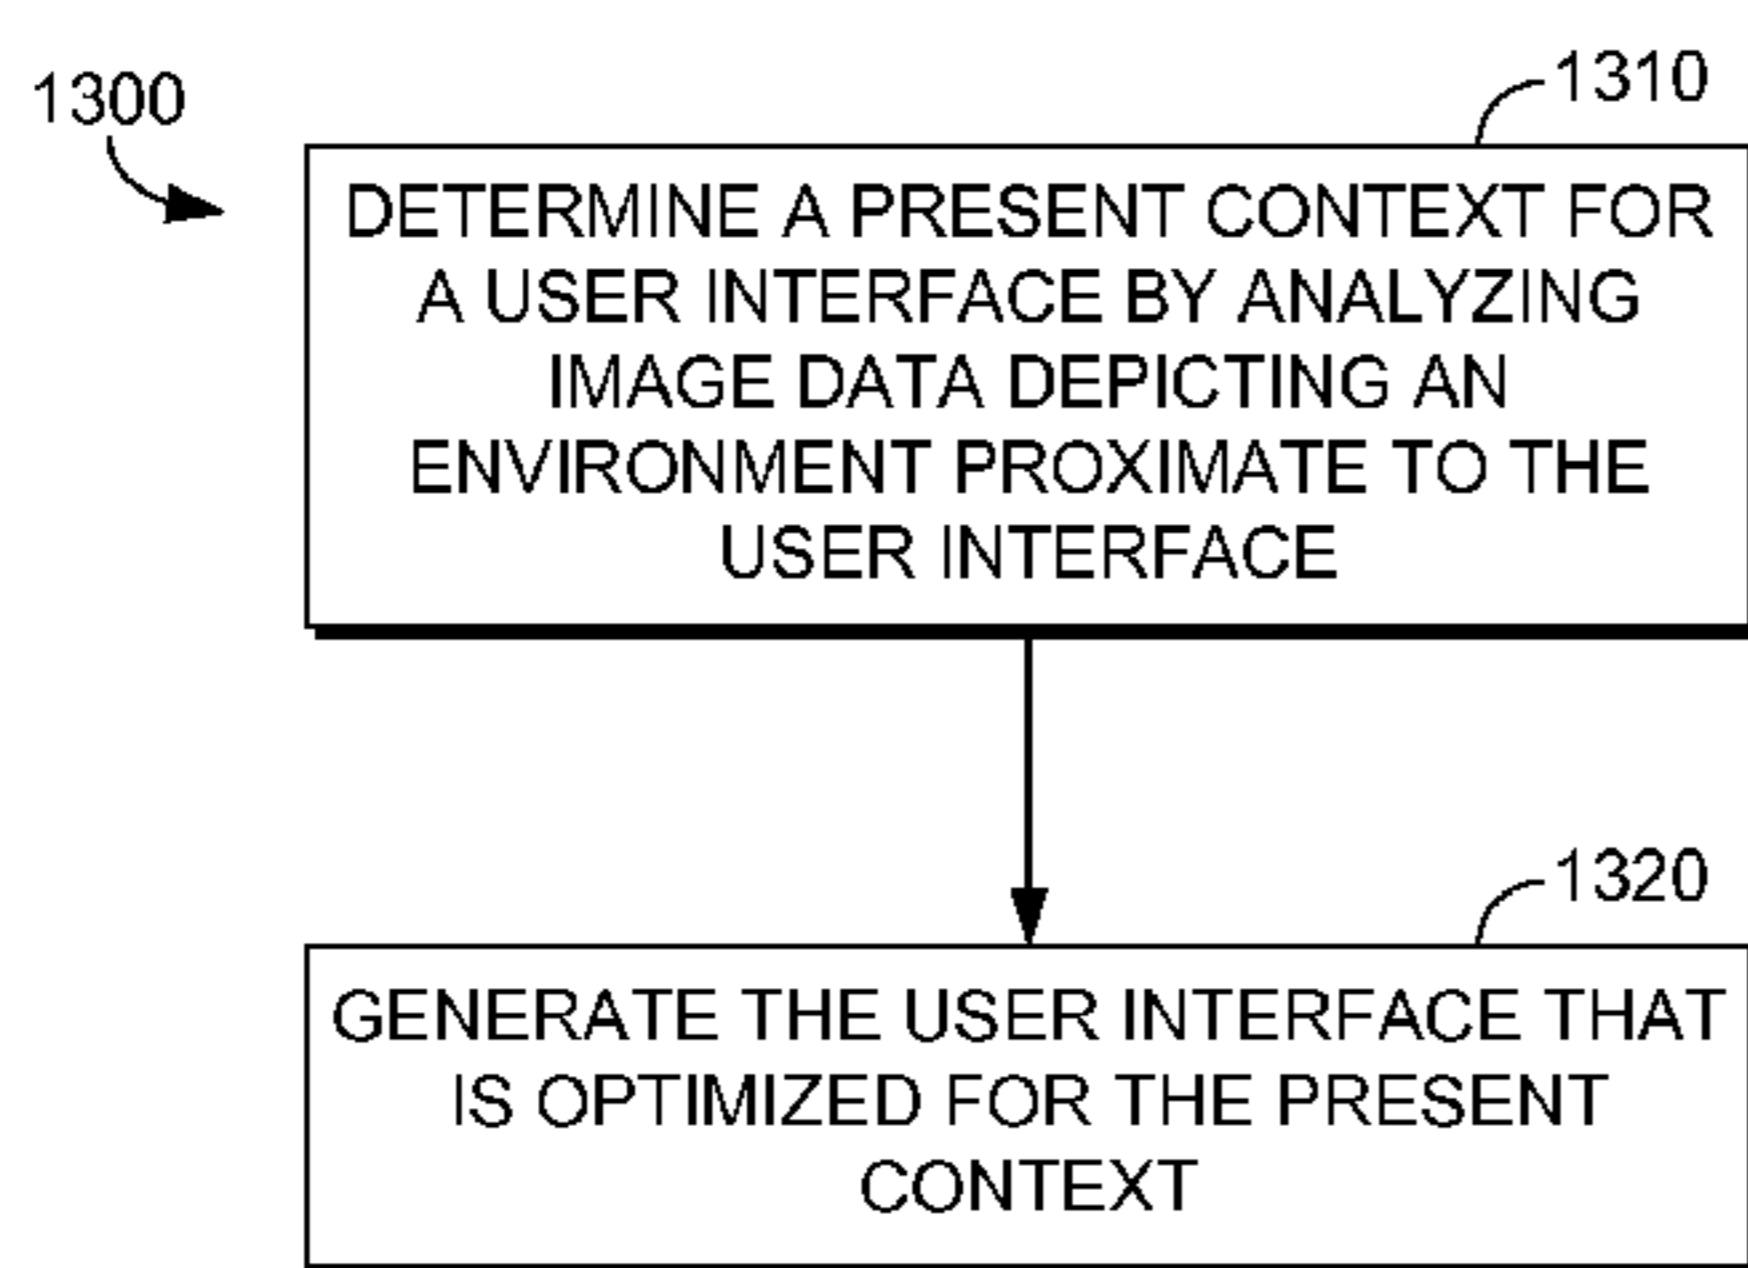 1300
1310
DETERMINE A PRESENT CONTEXT FOR
A USER INTERFACE BY ANALYZING
IMAGE DATA DEPICTING AN
ENVIRONMENT PROXIMATE TO THE
USER INTERFACE
1320
GENERATE THE USER INTERFACE THAT
IS OPTIMIZED FOR THE PRESENT
CONTEXT